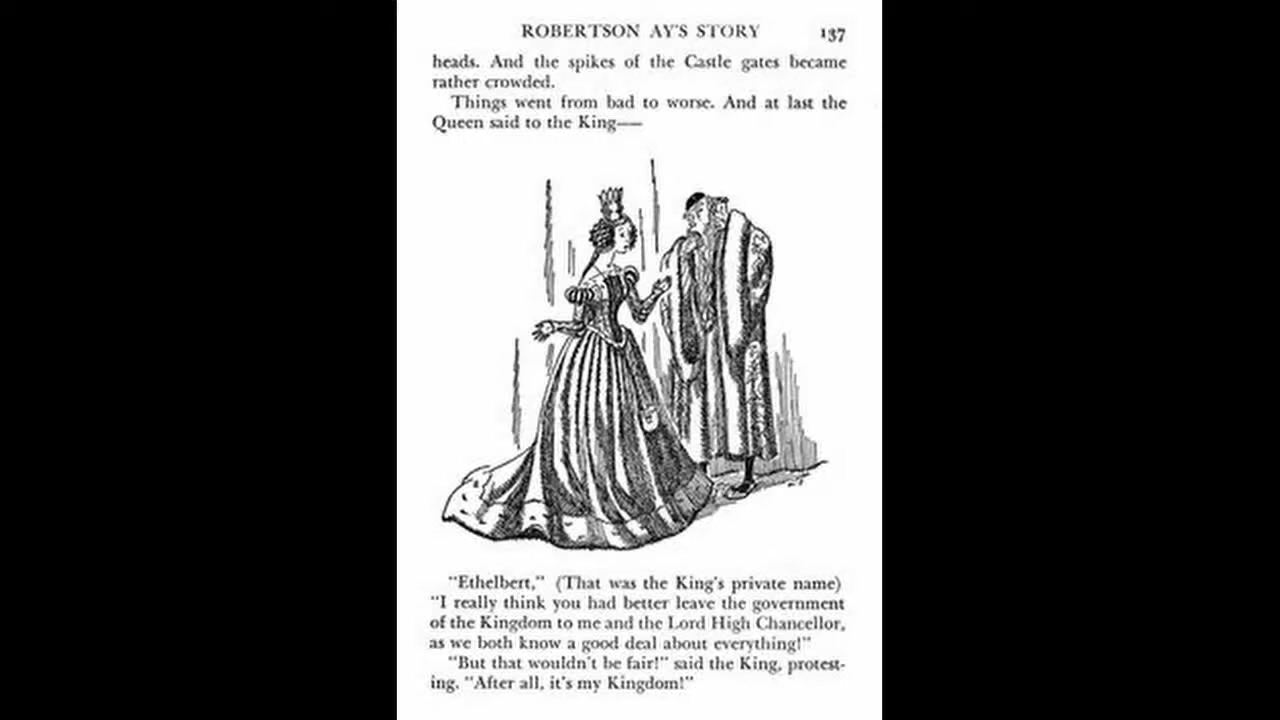 ROBERTSON AY'S STORY 137
heads. And the spikes of the Castle gates became
rather crowded.
Things went from bad to worse. And at last the
Queen said to the King—
"Ethelbert," (That was the King's private name)
"I really think you had better leave the government
of the Kingdom to me and the Lord High Chancellor,
as we both know a good deal about everything!"
"But that wouldn't be fair!" said the King, protest-
ing. "After all, it's my Kingdom!"